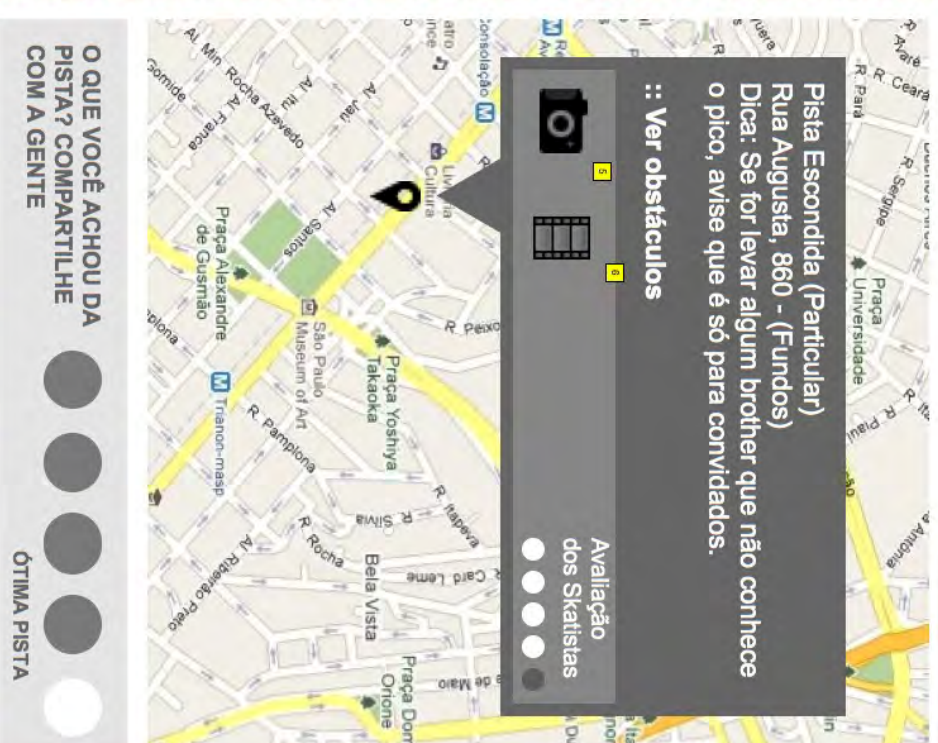 Pista Escondida (Particular)
Rua Augusta, 860 - (Fundos)
Dica: Se for levar algum brother que não conhece
o pico, avise que é só para convidados.
:: Ver obstáculos
5
6
Avaliação
dos Skatistas
R. Ceará
R. Pará
R. Sergipe
Praça
Universidade
Consolação
M
Al. Min. Rocha Azevedo
Al. Itu
Al. Jaú
Al. Franca
Al. Santos
Cultura
Praça Alexandre
de Gusmão
São Paulo
Museum of Art
Praça Yoshiya
Takaoka
M Trianon-masp
R. Pamplona
R. Peixo
R. Itapeva
R. Sílvia
R. Rocha
R. Card Leme
Bela Vista
Al Ribeirão Preto
Praça Dom
Orione
de Maio
O QUE VOCÊ ACHOU DA
PISTA? COMPARTILHE
COM A GENTE
ÓTIMA PISTA